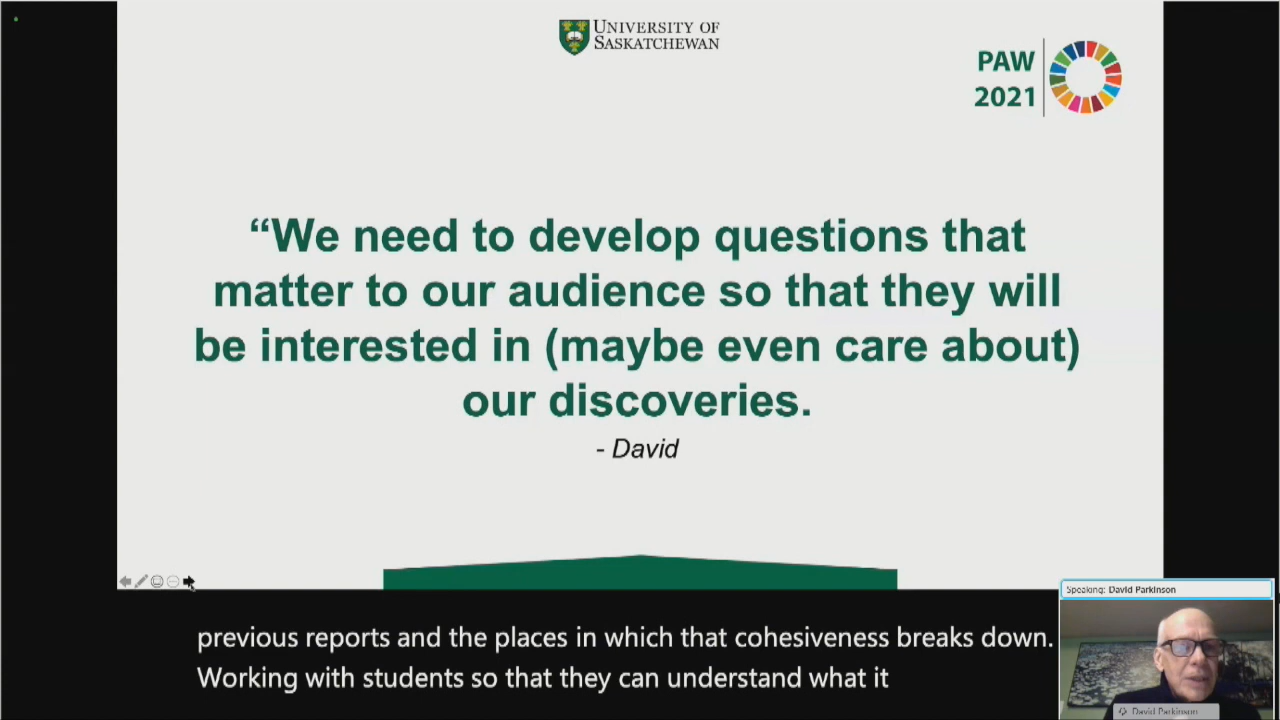 UNIVERSITY OF
SASKATCHEWAN
PAW
2021
“We need to develop questions that
matter to our audience so that they will
be interested in (maybe even care about)
our discoveries.
- David
Speaking: David Parkinson
previous reports and the places in which that cohesiveness breaks down.
Working with students so that they can understand what it
David Parkinson